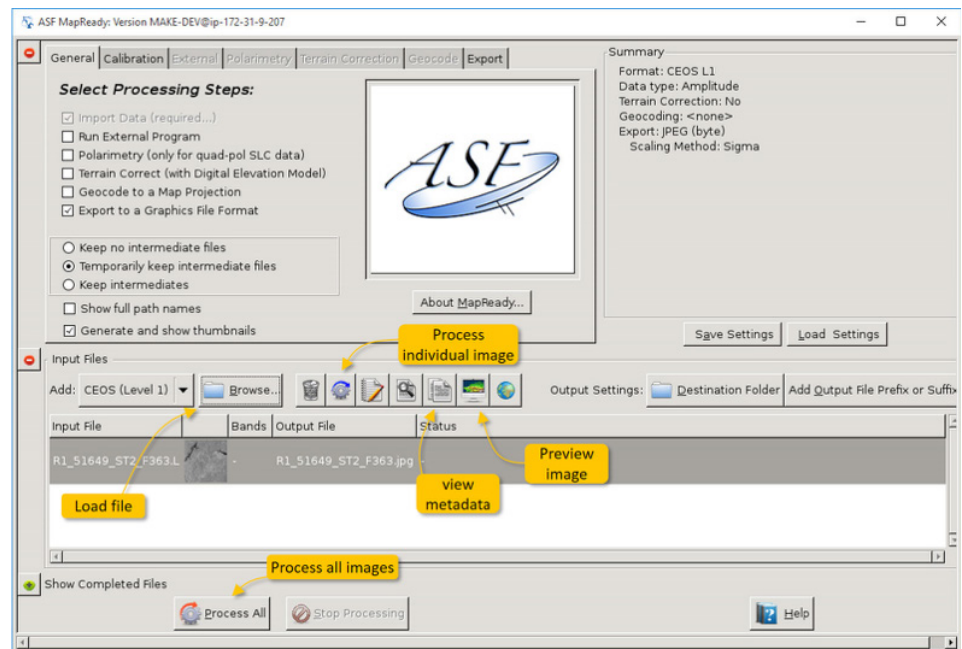 ASF MapReady: Version MAKE-DEV@ip-172-31-9-207
General Calibration External Polarimetry Terrain Correction Geocode Export
Select Processing Steps:
Import Data (required...)
Run External Program
Polarimetry (only for quad-pol SLC data)
Terrain Correct (with Digital Elevation Model)
Geocode to a Map Projection
Export to a Graphics File Format
Keep no intermediate files
Temporarily keep intermediate files
Keep intermediates
Show full path names
Generate and show thumbnails
ASF
About MapReady...
Summary
Format: CEOS L1
Data type: Amplitude
Terrain Correction: No
Geocoding: <none>
Export: JPEG (byte)
Scaling Method: Sigma
Save Settings Load Settings
Process
individual image
Input Files
Add: CEOS (Level 1) Browse... Output Settings: Destination Folder Add Output File Prefix or Suffix
Input File Bands Output File Status
R1_51649_ST2_F363.L - R1_51649_ST2_F363.jpg -
Load file
view
metadata
Preview
image
Process all images
Show Completed Files
Process All Stop Processing Help